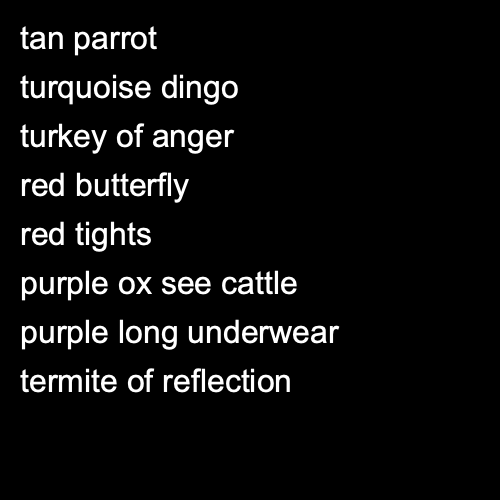 tan parrot
turquoise dingo
turkey of anger
red butterfly
red tights
purple ox see cattle
purple long underwear
termite of reflection